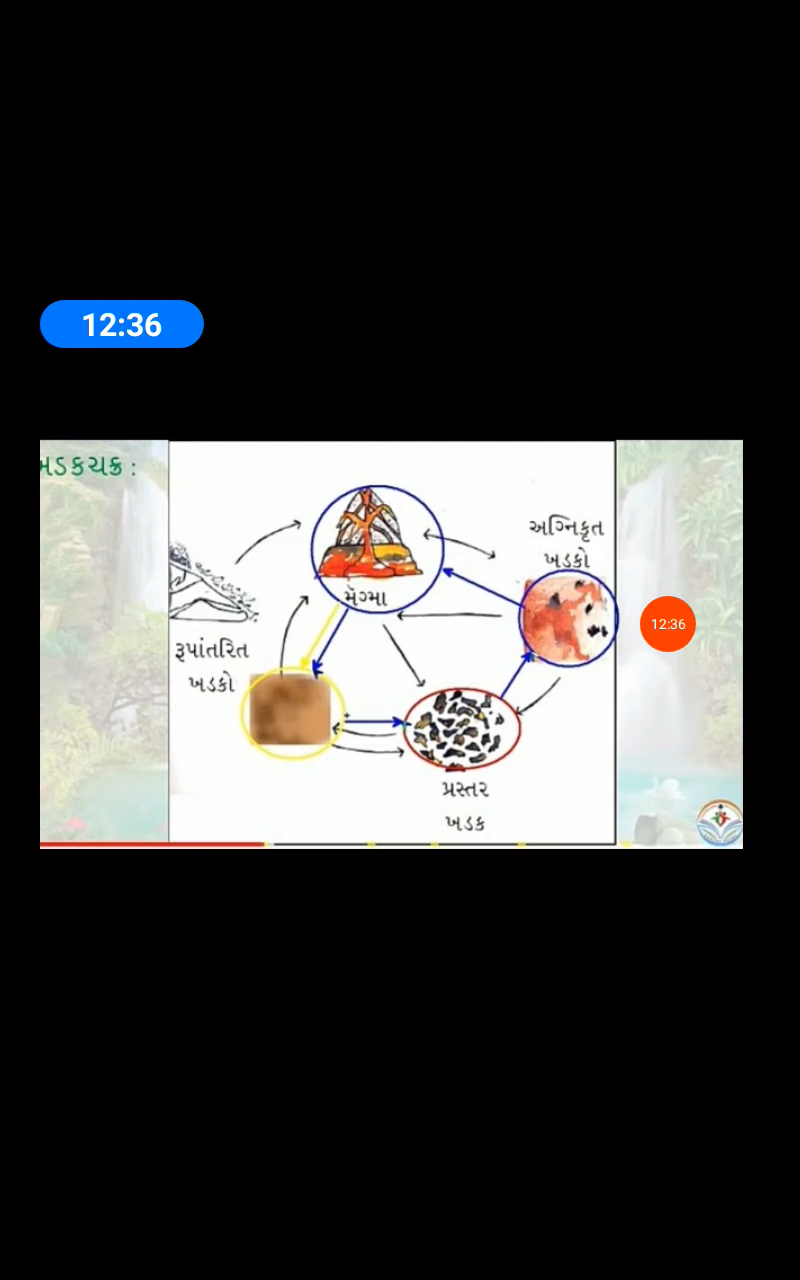 12:36
ખડકચક્ર :
અગ્નિકૃત
ખડકો
મૅગ્મા
12:36
રૂપાંતરિત
ખડકો
પ્રસ્તર
ખડક